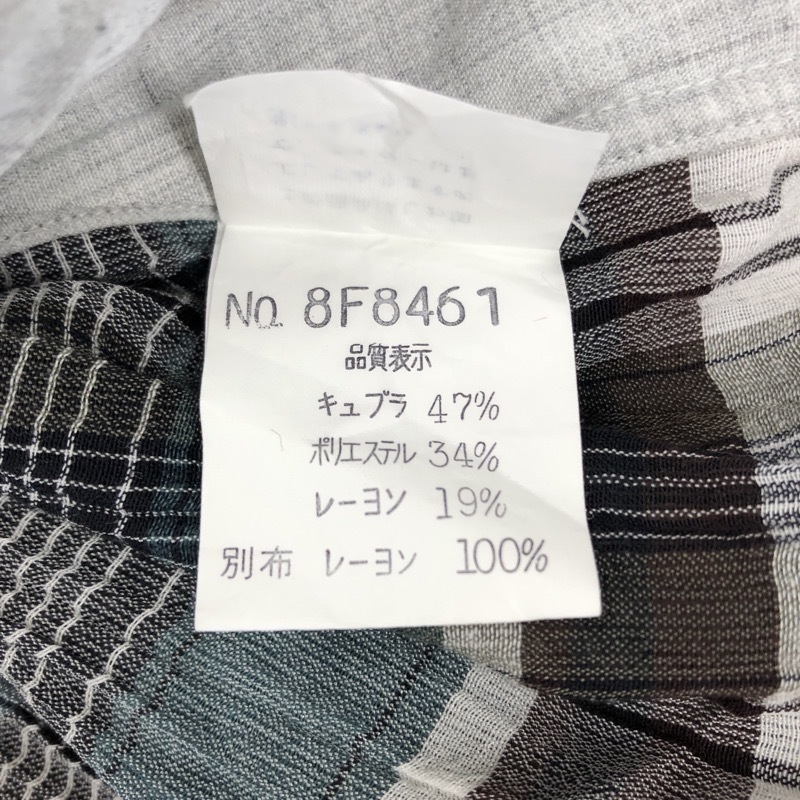 No. 8F8461
品質表示
キュプラ 47%
ポリエステル 34%
レーヨン 19%
別布 レーヨン 100%